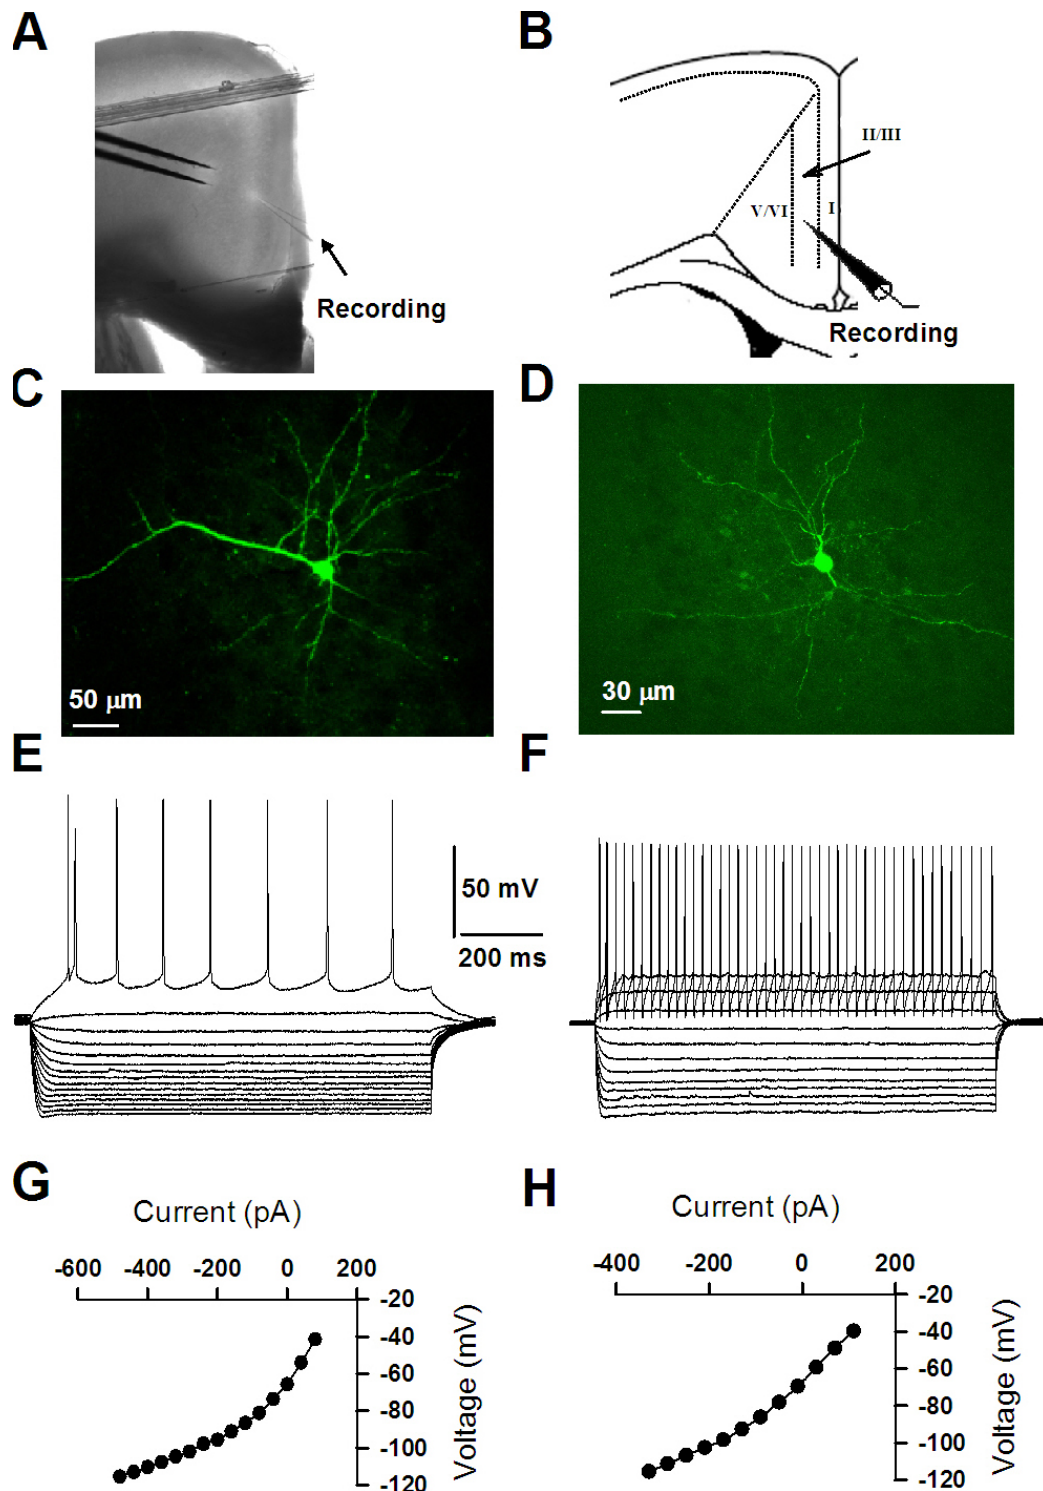 A
B
II/III
V/VI
I
Recording
Recording
C
D
50 μm
30 μm
E
F
50 mV
200 ms
G
H
Current (pA)
Current (pA)
-600 -400 -200 0 200
-400 -200 0 200
-20
-40
-60
-80
-100
-120
Voltage (mV)
-20
-40
-60
-80
-100
-120
Voltage (mV)